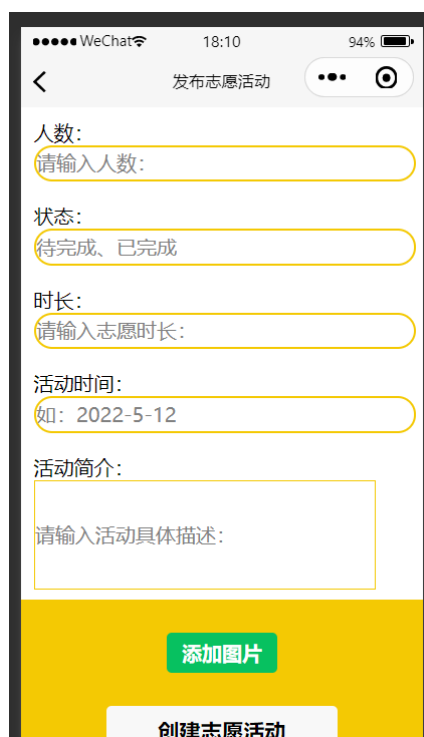 WeChat 18:10 94%
发布志愿活动
人数：
请输入人数：
状态：
待完成、已完成
时长：
请输入志愿时长：
活动时间：
如：2022-5-12
活动简介：
请输入活动具体描述：
添加图片
创建志愿活动